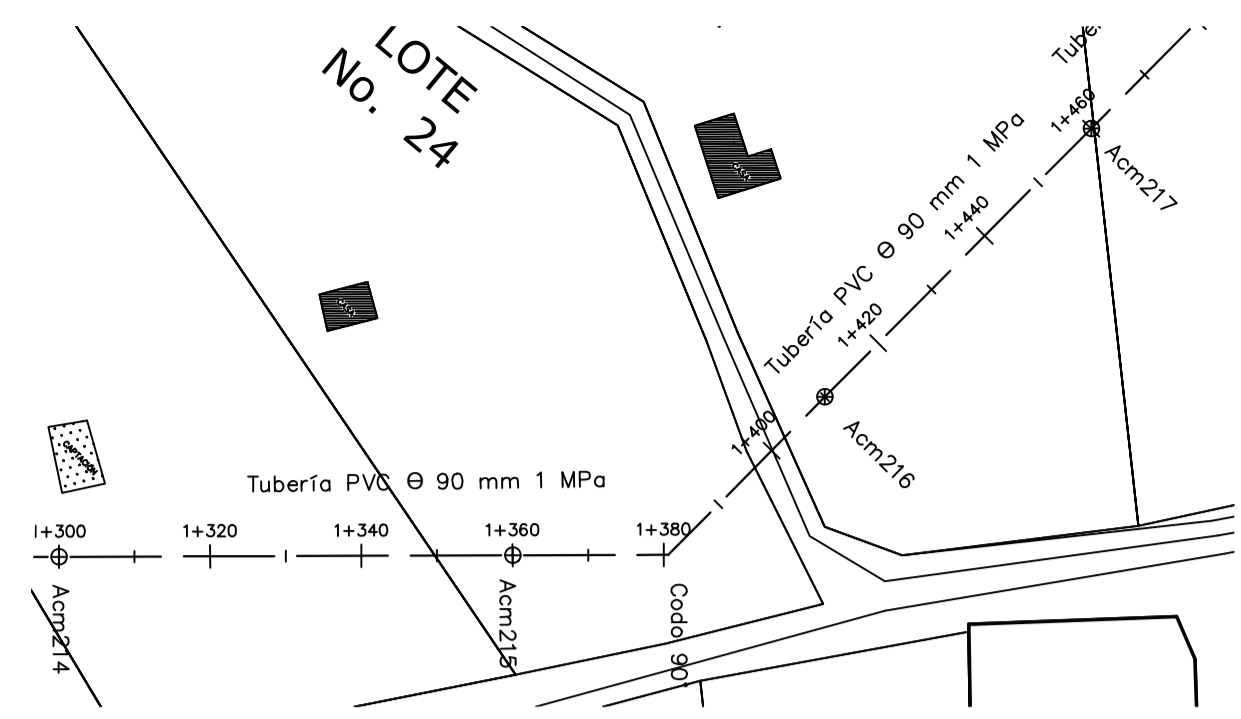 LOTE
No. 24
Tube
1+460
Acm217
Tubería PVC Ɵ 90 mm 1 MPa
1+440
1+420
1+400
Acm216
CAPTACIÓN
Tubería PVC Ɵ 90 mm 1 MPa
1+300
1+320
1+340
1+360
1+380
Acm214
Acm215
Codo 90°